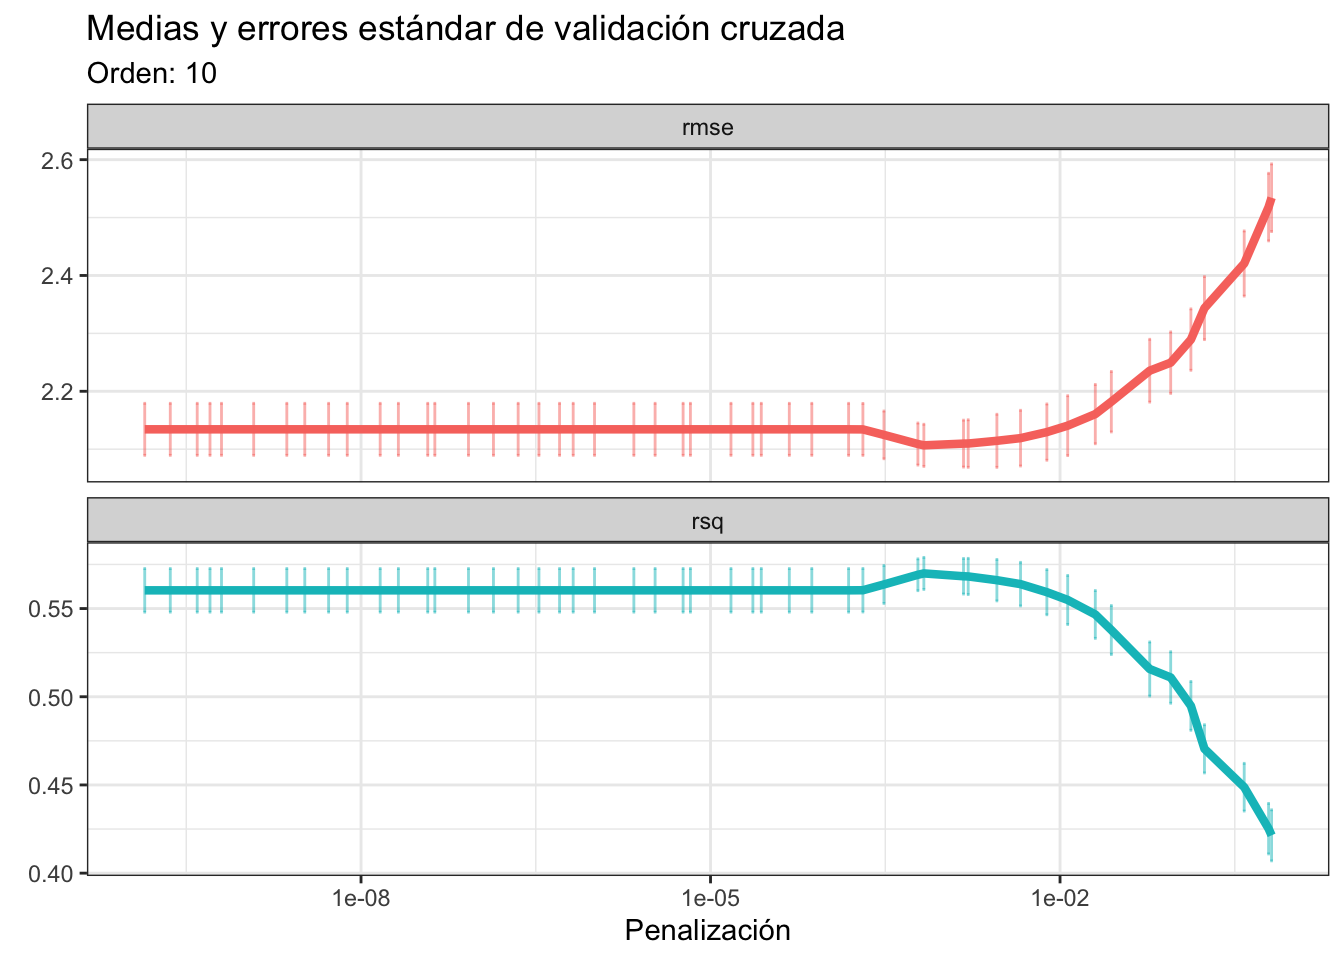 Medias y errores estándar de validación cruzada
Orden: 10
rmse
2.6
2.4
2.2
rsq
0.55
0.50
0.45
0.40
1e-08 1e-05 1e-02
Penalización